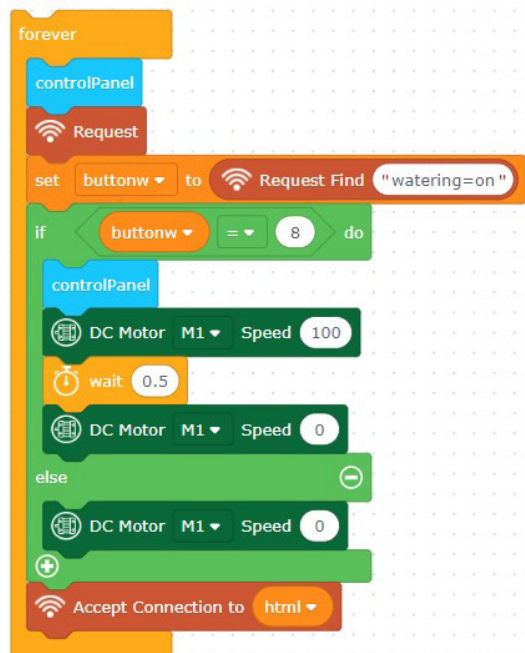 forever
controlPanel
Request
set buttonw to Request Find "watering=on"
if buttonw = 8 do
controlPanel
DC Motor M1 Speed 100
wait 0.5
DC Motor M1 Speed 0
else
DC Motor M1 Speed 0
Accept Connection to html